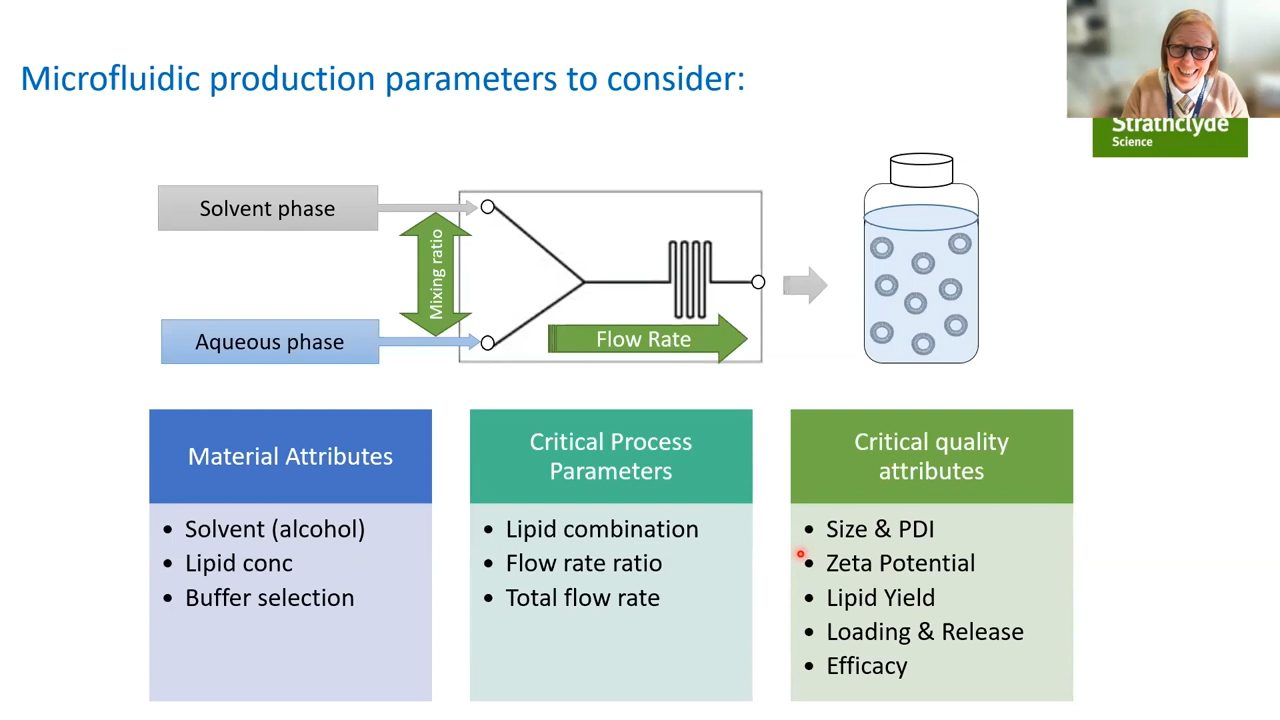 Microfluidic production parameters to consider:
Strathclyde
Science
Solvent phase
Mixing ratio
Aqueous phase
Flow Rate
Material Attributes
• Solvent (alcohol)
• Lipid conc
• Buffer selection
Critical Process
Parameters
• Lipid combination
• Flow rate ratio
• Total flow rate
Critical quality
attributes
• Size & PDI
• Zeta Potential
• Lipid Yield
• Loading & Release
• Efficacy